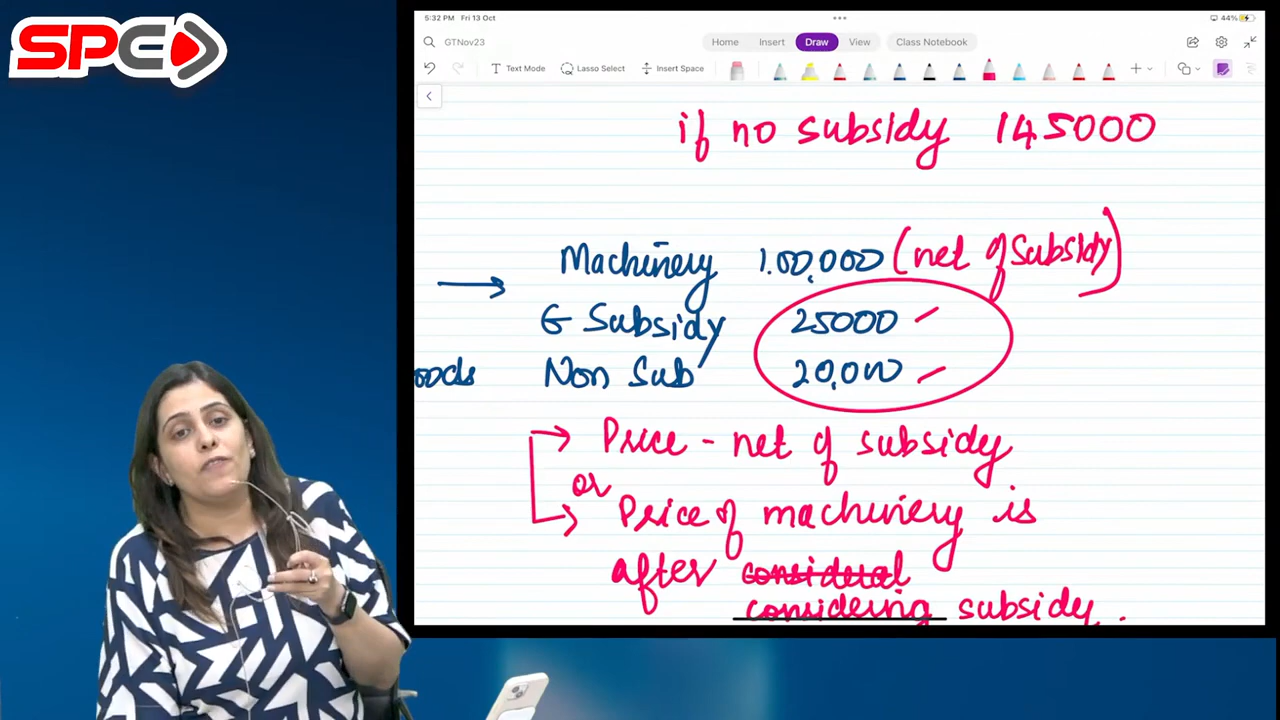 SPC
5:32 PM Fri 13 Oct
44%
GTNov23
Home Insert Draw View Class Notebook
Text Mode Lasso Select Insert Space
if no subsidy 145000
Machinery 1,00,000 (net of subsidy)
G Subsidy 25000
oods Non Sub 20,000
Price - net of subsidy
or
Price of machinery is
after considerd
considering subsidy.